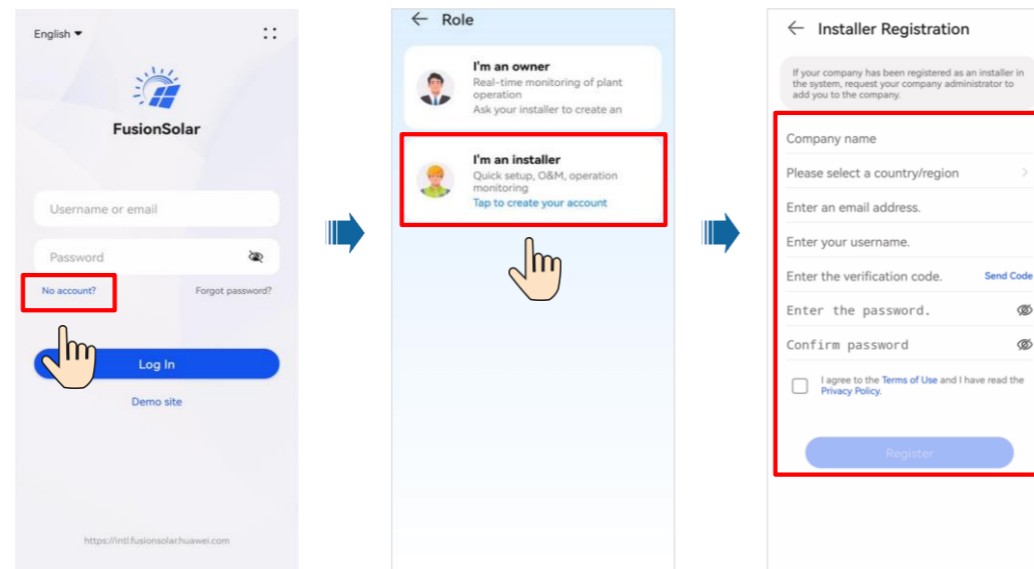 English
FusionSolar
Username or email
Password
No account?
Forgot password?
Log In
Demo site
https://intl.fusionsolar.huawei.com
Role
I'm an owner
Real-time monitoring of plant
operation
Ask your installer to create an
I'm an installer
Quick setup, O&M, operation
monitoring
Tap to create your account
Installer Registration
If your company has been registered as an installer in
the system, request your company administrator to
add you to the company.
Company name
Please select a country/region
Enter an email address.
Enter your username.
Enter the verification code.
Send Code
Enter the password.
Confirm password
I agree to the Terms of Use and I have read the
Privacy Policy.
Register